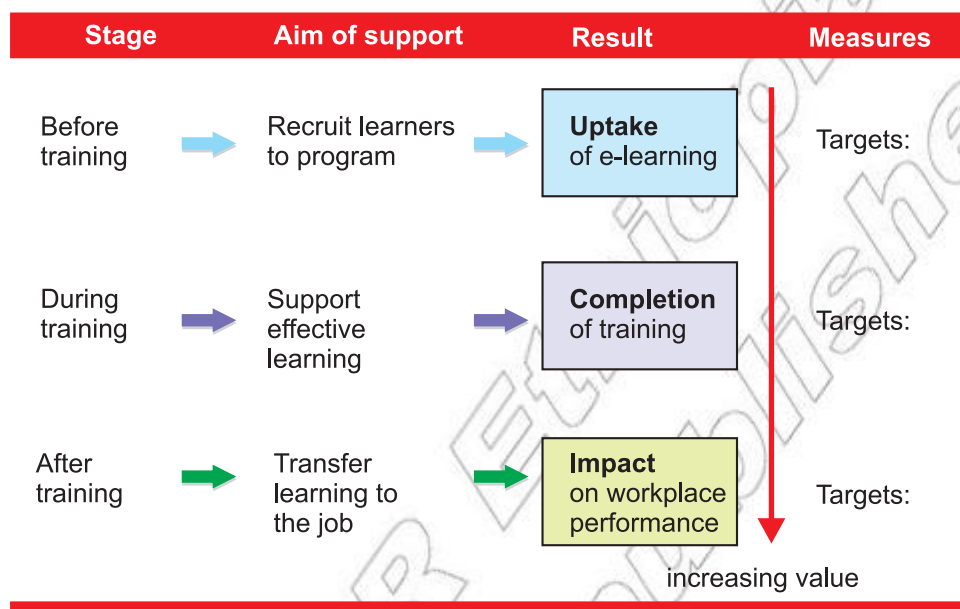 Stage Aim of support Result Measures
Before training
Recruit learners to program
Uptake of e-learning
Targets:
During training
Support effective learning
Completion of training
Targets:
After training
Transfer learning to the job
Impact on workplace performance
Targets:
increasing value